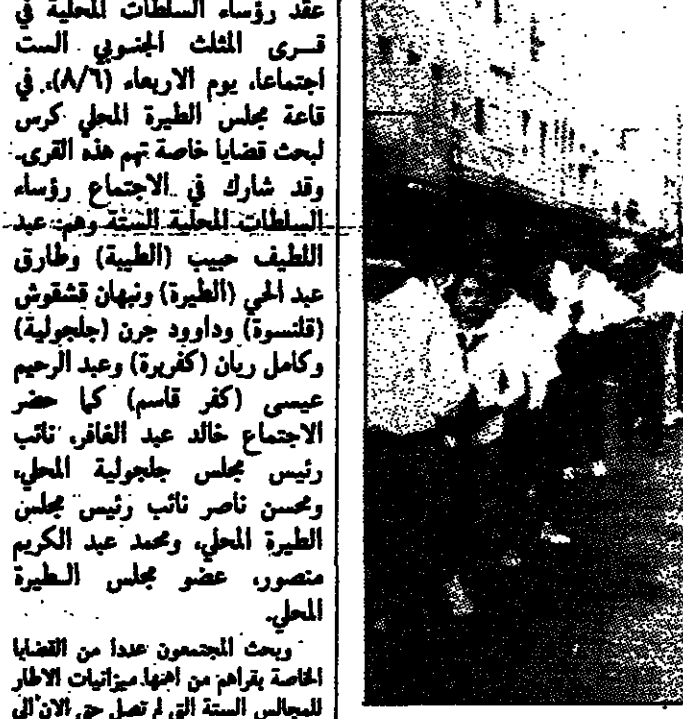 عقد رؤساء السلطات المحلية في
قسرى المثلث الجنسوبي الست
اجتماعا، يوم الاربعاء (٨/٦)، في
قاعة مجلس الطيرة المحلي كرس
لبحث قضايا خاصة تهم هذه القرى.
وقد شارك في الاجتماع رؤساء
السلطات المحلية الستة وهم: عبد
اللطيف حبيب (الطيبة) وطارق
عبد الحي (الطيرة) ونبهان قشقوش
(قلنسوة) وداوود جرن (جلجولية)
وكامل ريان (كفربرة) وعبد الرحيم
عيسى (كفر قاسم) كما حضر
الاجتماع خالد عبد الغافر، نائب
رئيس مجلس جلجولية المحلي،
ومحسن ناصر نائب رئيس مجلس
الطيرة المحلي، ومحمد عبد الكريم
منصور، عضو مجلس الطيرة
المحلي.
وبحث المجتمعون عددا من القضايا
الخاصة بقراهم من اهمها ميزانيات الاطار
للمجالس الستة التي لم تصل حتى الان الى